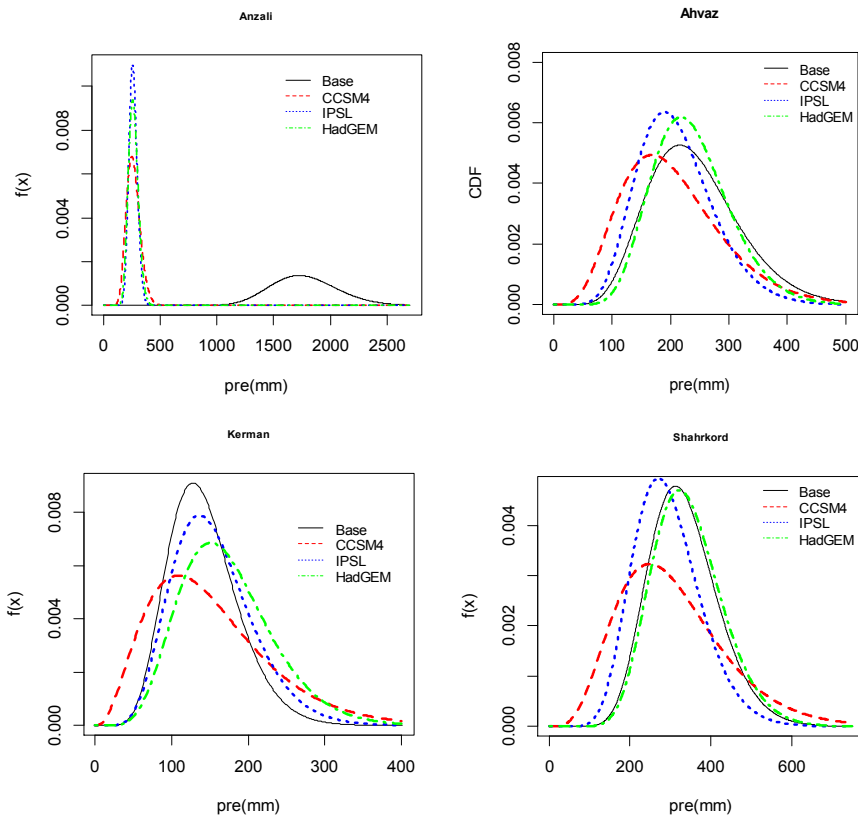 Anzali
f(x)
0.000
0.004
0.008
Base
CCSM4
IPSL
HadGEM
0
500
1000
1500
2000
2500
pre(mm)
Ahvaz
CDF
0.000
0.002
0.004
0.006
0.008
Base
CCSM4
IPSL
HadGEM
0
100
200
300
400
500
pre(mm)
Kerman
f(x)
0.000
0.004
0.008
Base
CCSM4
IPSL
HadGEM
0
100
200
300
400
pre(mm)
Shahrkord
f(x)
0.000
0.002
0.004
Base
CCSM4
IPSL
HadGEM
0
200
400
600
pre(mm)